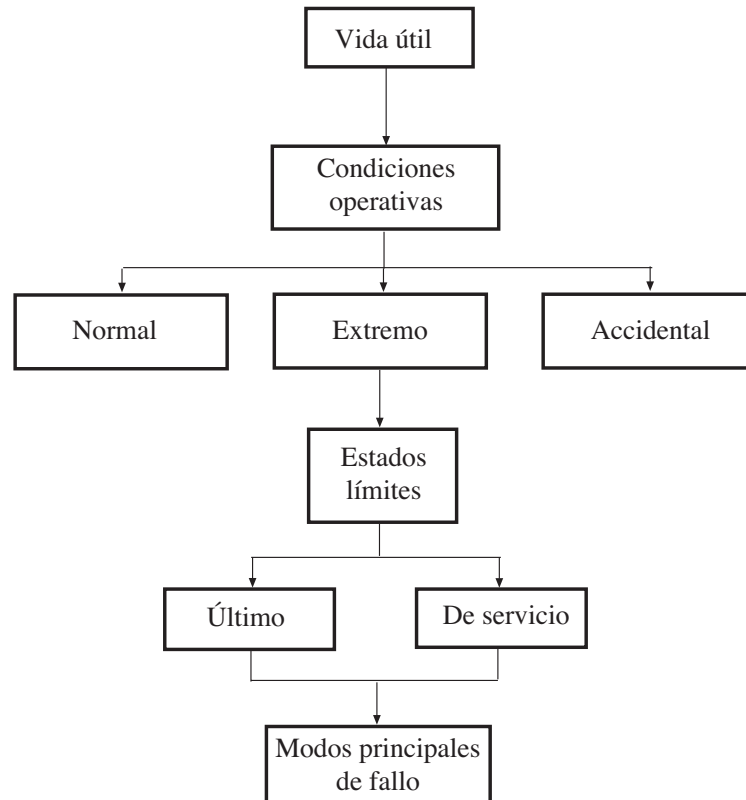 Vida útil
Condiciones
operativas
Normal
Extremo
Accidental
Estados
límites
Último
De servicio
Modos principales
de fallo